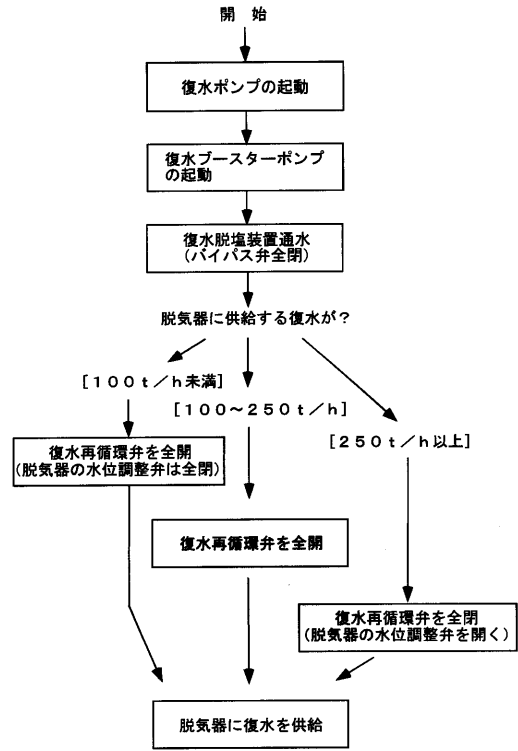 開　始
復水ポンプの起動
復水ブースターポンプ
の起動
復水脱塩装置通水
（バイパス弁全閉）
脱気器に供給する復水が？
［１００ｔ／ｈ未満］
［１００～２５０ｔ／ｈ］
［２５０ｔ／ｈ以上］
復水再循環弁を全開
（脱気器の水位調整弁は全閉）
復水再循環弁を全開
復水再循環弁を全閉
（脱気器の水位調整弁を開く）
脱気器に復水を供給